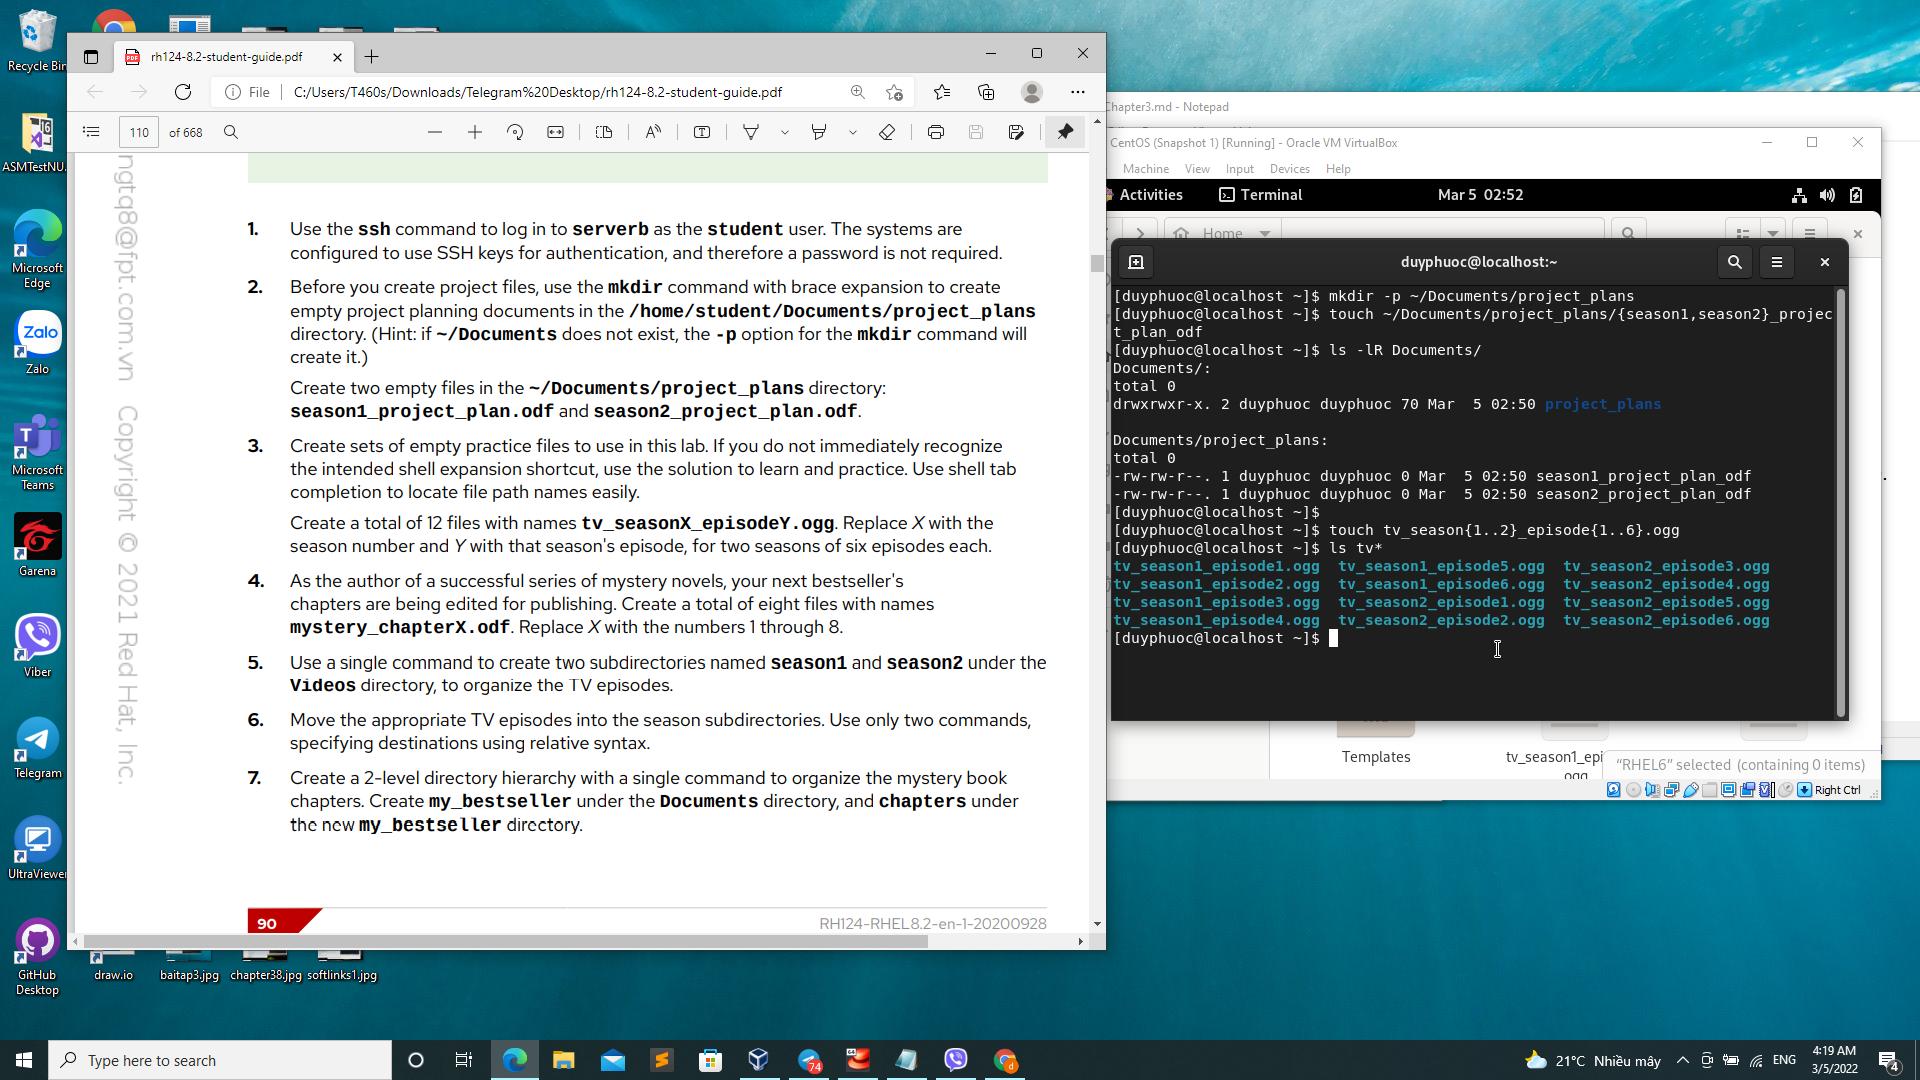 Recycle Bin
ASMTestNU...
Microsoft
Edge
Zalo
Microsoft
Teams
Garena
Viber
Telegram
UltraViewer
GitHub
Desktop
draw.io
baitap3.jpg
chapter38.jpg
softlinks1.jpg
rh124-8.2-student-guide.pdf
File
C:/Users/T460s/Downloads/Telegram%20Desktop/rh124-8.2-student-guide.pdf
110 of 668
ngtq8@fpt.com.vn Copyright © 2021 Red Hat, Inc.
1. Use the ssh command to log in to serverb as the student user. The systems are
configured to use SSH keys for authentication, and therefore a password is not required.
2. Before you create project files, use the mkdir command with brace expansion to create
empty project planning documents in the /home/student/Documents/project_plans
directory. (Hint: if ~/Documents does not exist, the -p option for the mkdir command will
create it.)
Create two empty files in the ~/Documents/project_plans directory:
season1_project_plan.odf and season2_project_plan.odf.
3. Create sets of empty practice files to use in this lab. If you do not immediately recognize
the intended shell expansion shortcut, use the solution to learn and practice. Use shell tab
completion to locate file path names easily.
Create a total of 12 files with names tv_seasonX_episodeY.ogg. Replace X with the
season number and Y with that season's episode, for two seasons of six episodes each.
4. As the author of a successful series of mystery novels, your next bestseller's
chapters are being edited for publishing. Create a total of eight files with names
mystery_chapterX.odf. Replace X with the numbers 1 through 8.
5. Use a single command to create two subdirectories named season1 and season2 under the
Videos directory, to organize the TV episodes.
6. Move the appropriate TV episodes into the season subdirectories. Use only two commands,
specifying destinations using relative syntax.
7. Create a 2-level directory hierarchy with a single command to organize the mystery book
chapters. Create my_bestseller under the Documents directory, and chapters under
the new my_bestseller directory.
90
RH124-RHEL8.2-en-1-20200928
Chapter3.md - Notepad
CentOS (Snapshot 1) [Running] - Oracle VM VirtualBox
Machine View Input Devices Help
Activities Terminal Mar 5 02:52
Home
duyphuoc@localhost:~
[duyphuoc@localhost ~]$ mkdir -p ~/Documents/project_plans
[duyphuoc@localhost ~]$ touch ~/Documents/project_plans/{season1,season2}_projec
t_plan_odf
[duyphuoc@localhost ~]$ ls -lR Documents/
Documents/:
total 0
drwxrwxr-x. 2 duyphuoc duyphuoc 70 Mar  5 02:50 project_plans
Documents/project_plans:
total 0
-rw-rw-r--. 1 duyphuoc duyphuoc 0 Mar  5 02:50 season1_project_plan_odf
-rw-rw-r--. 1 duyphuoc duyphuoc 0 Mar  5 02:50 season2_project_plan_odf
[duyphuoc@localhost ~]$
[duyphuoc@localhost ~]$ touch tv_season{1..2}_episode{1..6}.ogg
[duyphuoc@localhost ~]$ ls tv*
tv_season1_episode1.ogg  tv_season1_episode5.ogg  tv_season2_episode3.ogg
tv_season1_episode2.ogg  tv_season1_episode6.ogg  tv_season2_episode4.ogg
tv_season1_episode3.ogg  tv_season2_episode1.ogg  tv_season2_episode5.ogg
tv_season1_episode4.ogg  tv_season2_episode2.ogg  tv_season2_episode6.ogg
[duyphuoc@localhost ~]$
Templates
tv_season1_epi
ogg
“RHEL6” selected (containing 0 items)
Right Ctrl
Type here to search
74
21°C Nhiều mây
ENG
4:19 AM
3/5/2022
4